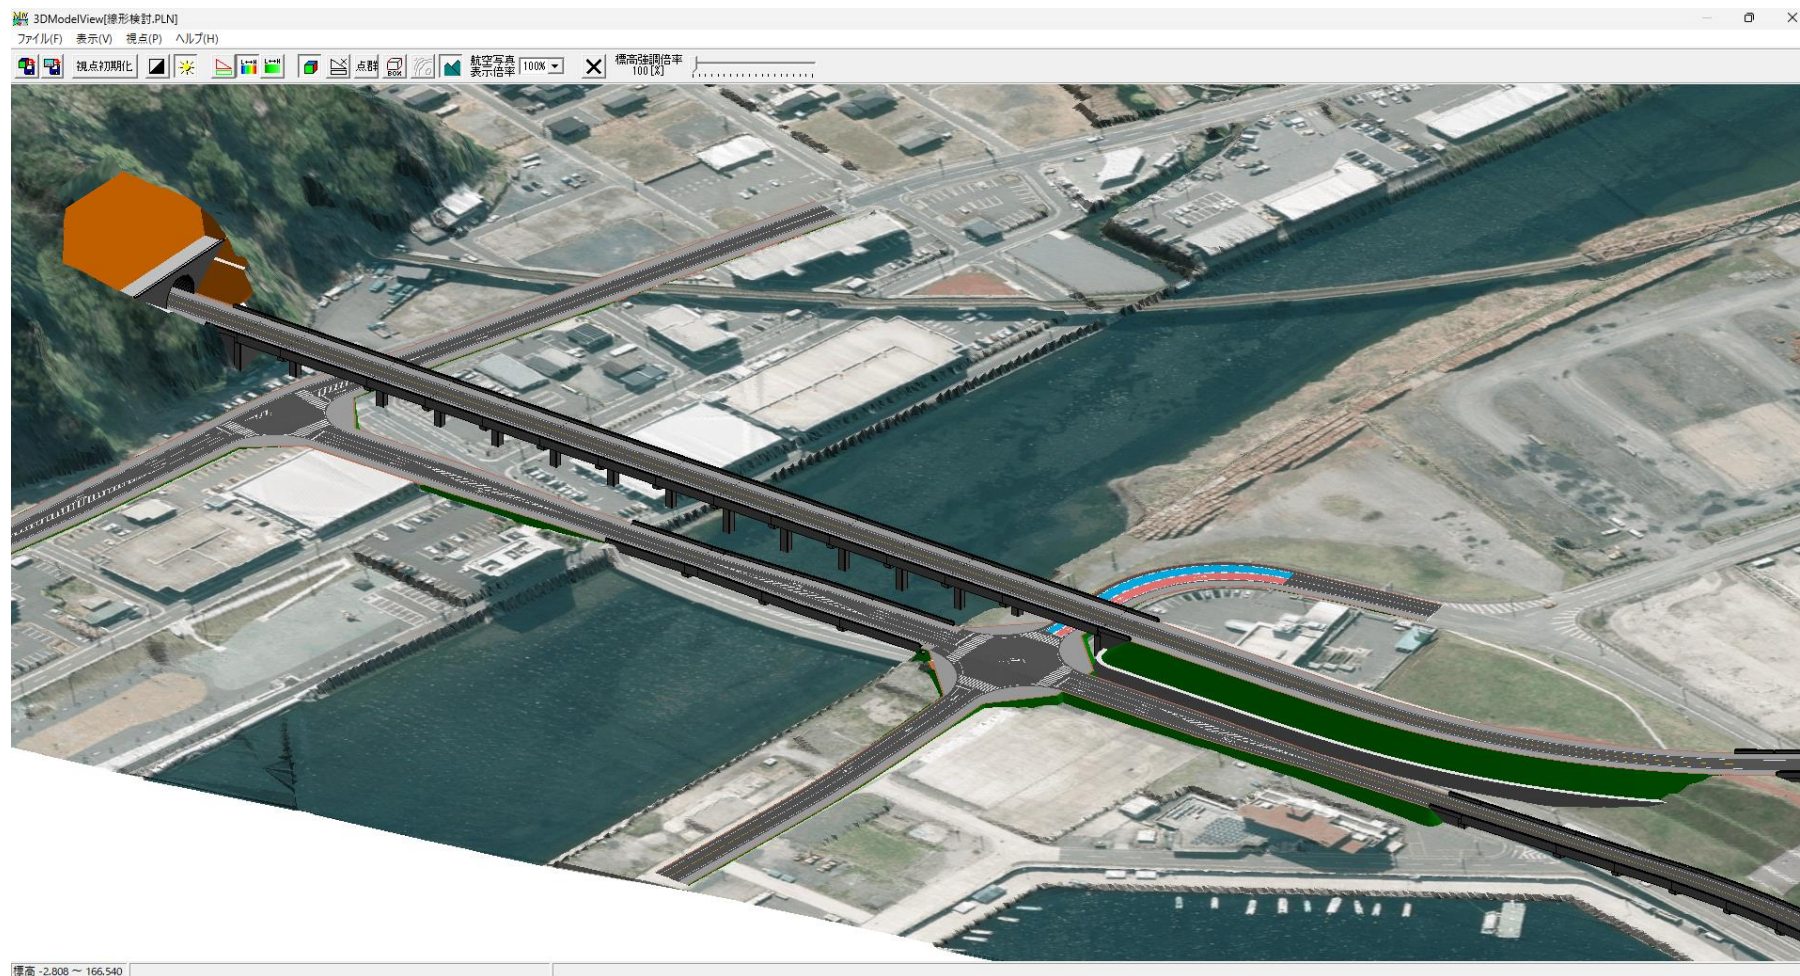 3DModelView[線形検討.PLN]
ファイル(F) 表示(V) 視点(P) ヘルプ(H)
視点初期化 点群 BOX 航空写真 表示倍率 100% 標高強調倍率 100 [%]
標高 -2.808 ～ 166.540